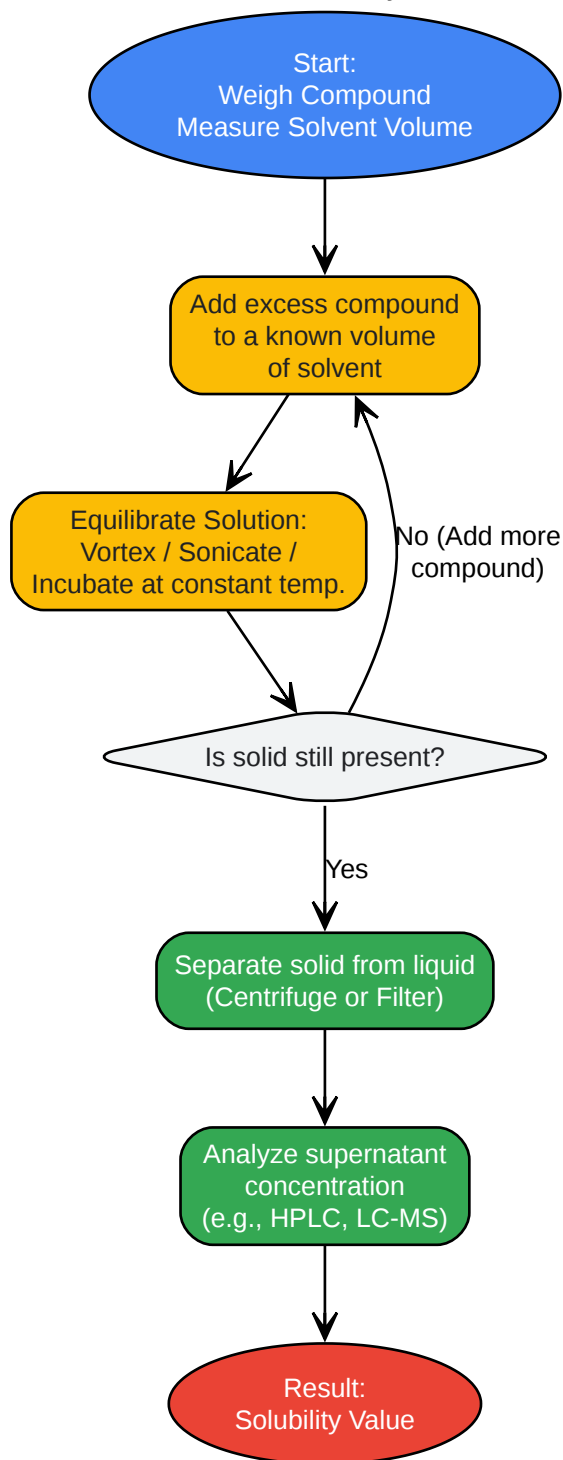 Start:
Weigh Compound
Measure Solvent Volume
Add excess compound
to a known volume
of solvent
Equilibrate Solution:
Vortex / Sonicate /
Incubate at constant temp.
No (Add more
compound)
Is solid still present?
Yes
Separate solid from liquid
(Centrifuge or Filter)
Analyze supernatant
concentration
(e.g., HPLC, LC-MS)
Result:
Solubility Value